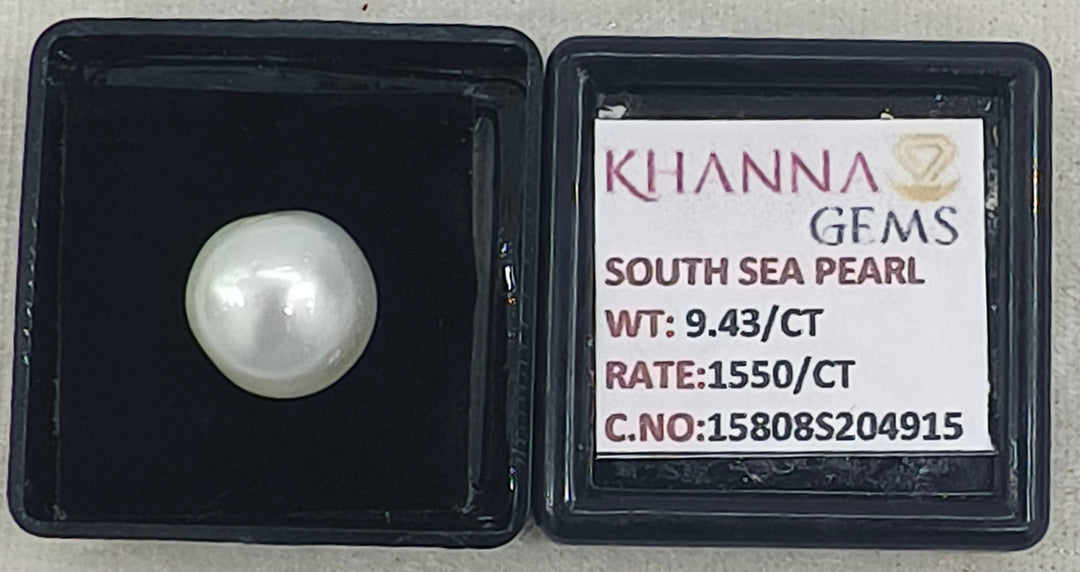 KHANNA
GEMS
SOUTH SEA PEARL
WT: 9.43/CT
RATE:1550/CT
C.NO:15808S204915